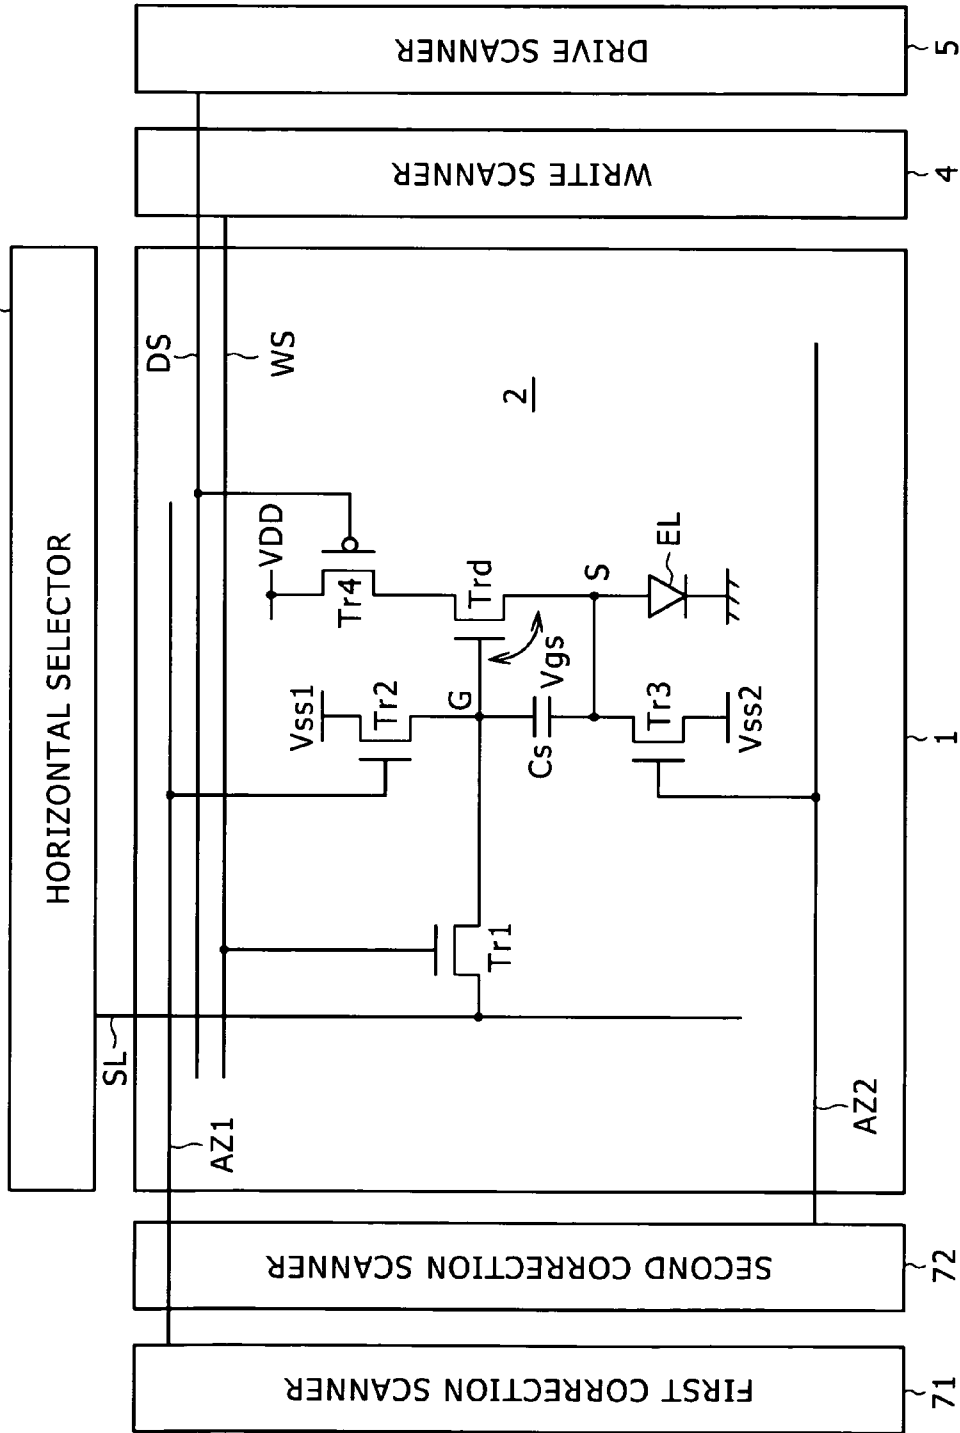 HORIZONTAL SELECTOR
SL
AZ1
DS
WS
VDD
Vss1
Tr2
Tr4
Tr1
G
Trd
Vgs
Cs
S
EL
Tr3
Vss2
2
AZ2
FIRST CORRECTION SCANNER
71
SECOND CORRECTION SCANNER
72
1
WRITE SCANNER
4
DRIVE SCANNER
5